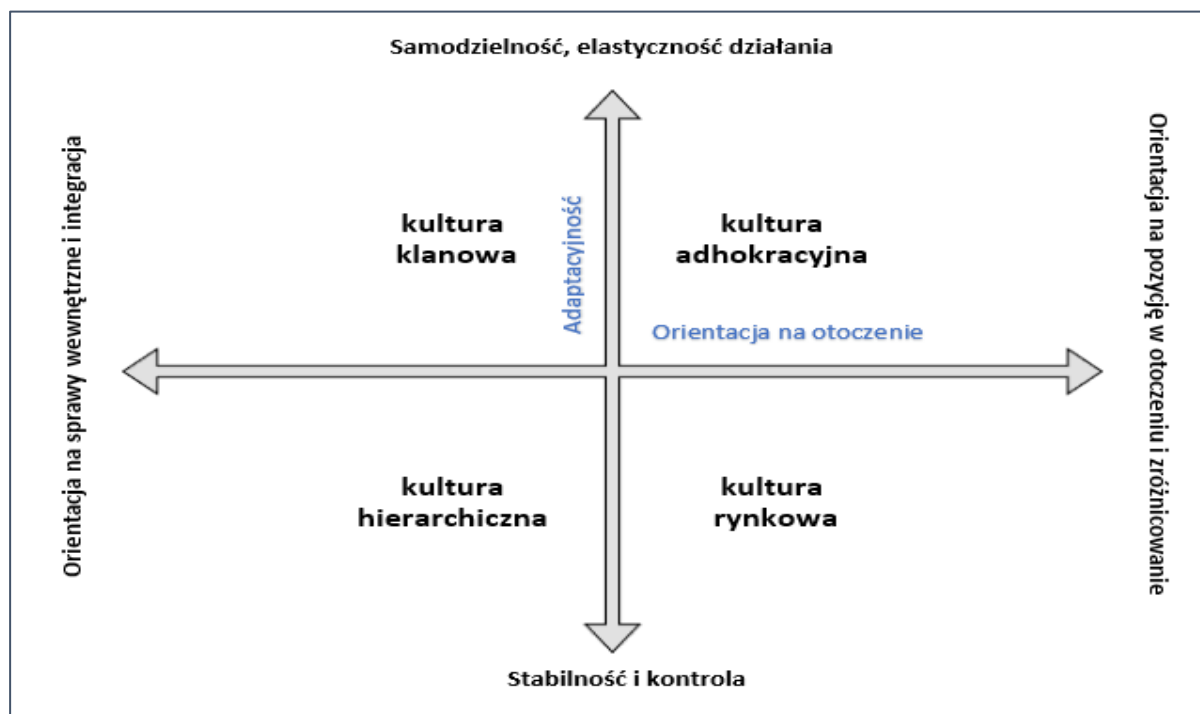 Samodzielność, elastyczność działania
Orientacja na sprawy wewnętrzne i integracja
kultura
klanowa
Adaptacyjność
kultura
adhokracyjna
Orientacja na otoczenie
Orientacja na pozycję w otoczeniu i zróżnicowanie
kultura
hierarchiczna
kultura
rynkowa
Stabilność i kontrola